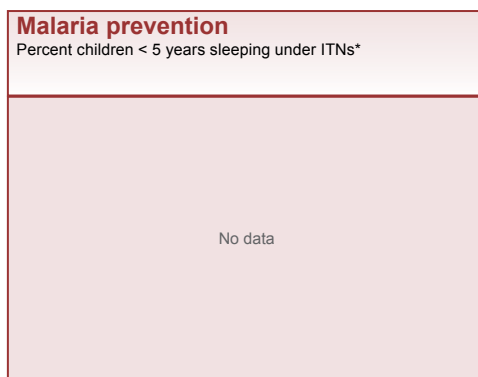 Malaria prevention
Percent children < 5 years sleeping under ITNs*
No data